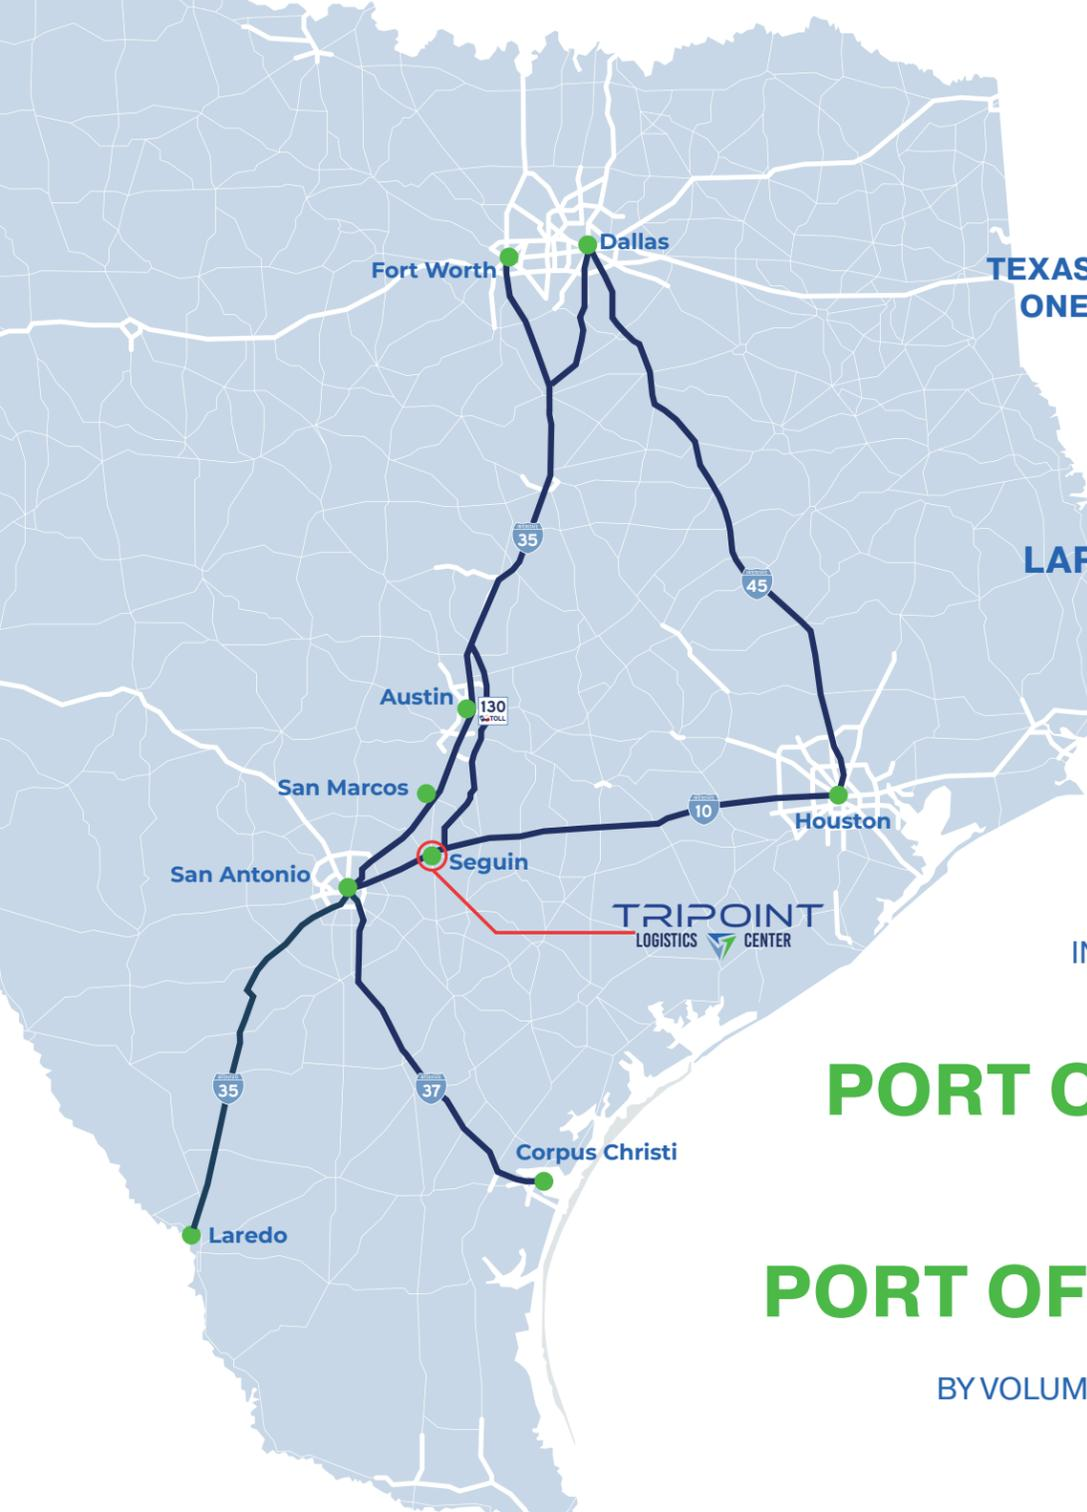 Dallas
Fort Worth
TEXAS
ONE
35
LAR
45
Austin
130
TOLL
San Marcos
10
Houston
San Antonio
Seguin
TRIPOINT
LOGISTICS CENTER
IN
35
37
PORT O
Corpus Christi
Laredo
PORT OF
BY VOLUM